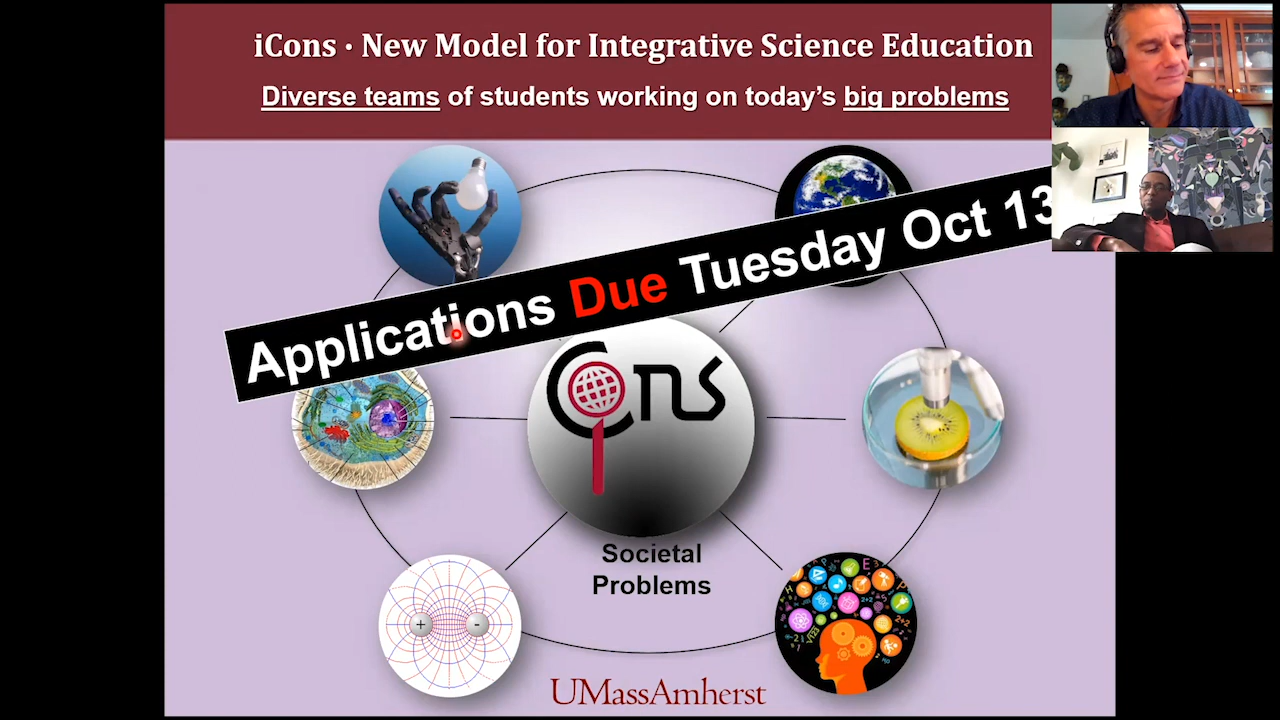 iCons · New Model for Integrative Science Education
Diverse teams of students working on today's big problems
Applications Due Tuesday Oct 13
iCons
Societal
Problems
+ -
UMassAmherst